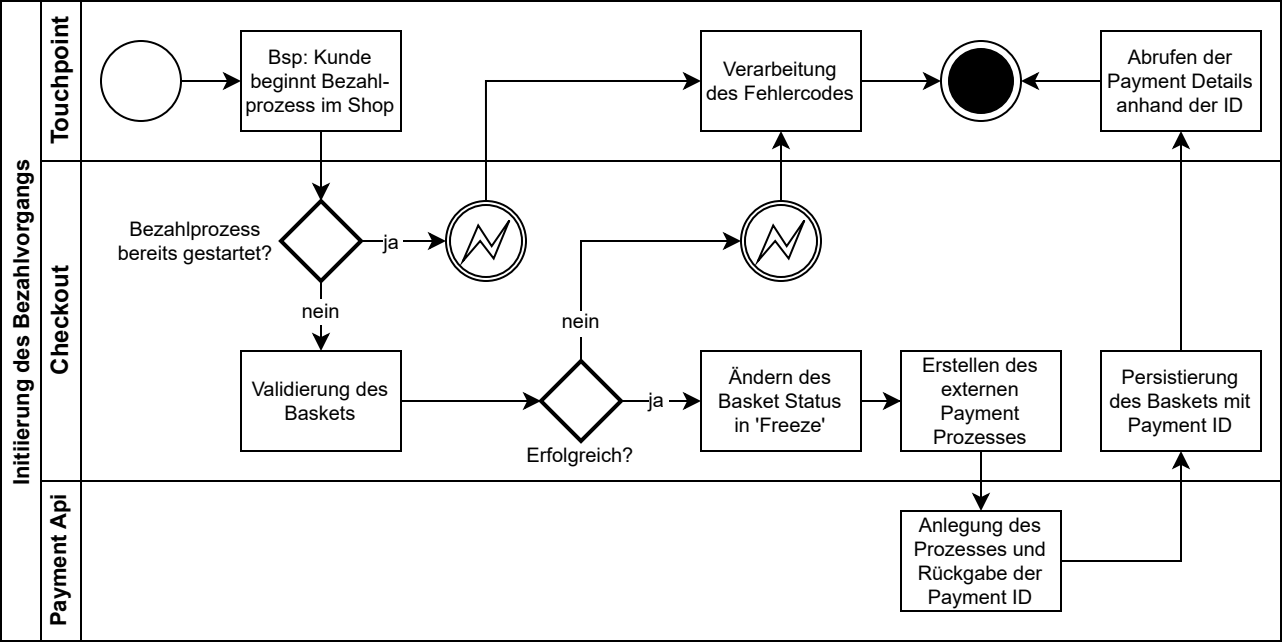 Initiierung des Bezahlvorgangs
Touchpoint
Bsp: Kunde
beginnt Bezahl-
prozess im Shop
Verarbeitung
des Fehlercodes
Abrufen der
Payment Details
anhand der ID
Checkout
Bezahlprozess
bereits gestartet?
ja
nein
Validierung des
Baskets
nein
Erfolgreich?
ja
Ändern des
Basket Status
in 'Freeze'
Erstellen des
externen
Payment
Prozesses
Persistierung
des Baskets mit
Payment ID
Payment Api
Anlegung des
Prozesses und
Rückgabe der
Payment ID